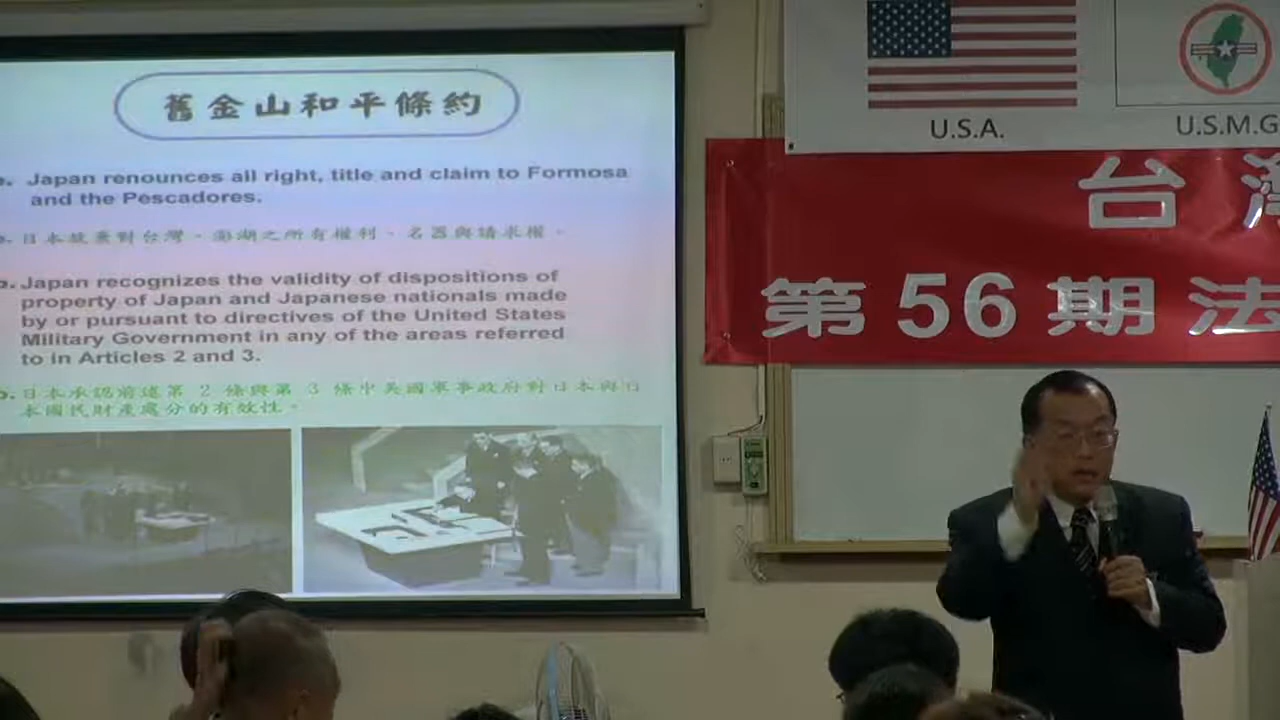 舊金山和平條約
Japan renounces all right, title and claim to Formosa
and the Pescadores.
日本放棄對台灣、澎湖之所有權利、名器與請求權。
Japan recognizes the validity of dispositions of
property of Japan and Japanese nationals made
by or pursuant to directives of the United States
Military Government in any of the areas referred
to in Articles 2 and 3.
b. 日本承認前述第 2 條與第 3 條中美國軍事政府對日本與日
本國民財產處分的有效性。
U.S.A.
U.S.M.G
台灣
第56期法